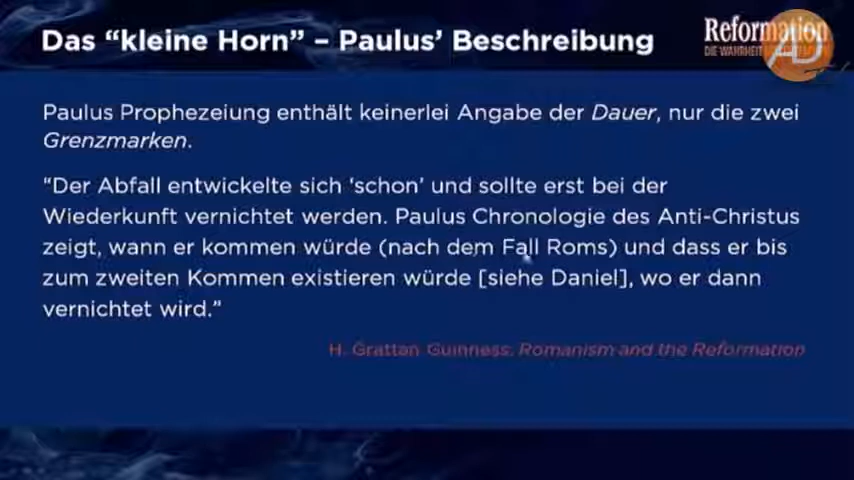 Das “kleine Horn” – Paulus’ Beschreibung
Reformation
DIE WAHRHEIT
Paulus Prophezeiung enthält keinerlei Angabe der Dauer, nur die zwei
Grenzmarken.
“Der Abfall entwickelte sich ‘schon’ und sollte erst bei der
Wiederkunft vernichtet werden. Paulus Chronologie des Anti-Christus
zeigt, wann er kommen würde (nach dem Fall Roms) und dass er bis
zum zweiten Kommen existieren würde [siehe Daniel], wo er dann
vernichtet wird.”
H. Grattan Guinness, Romanism and the Reformation